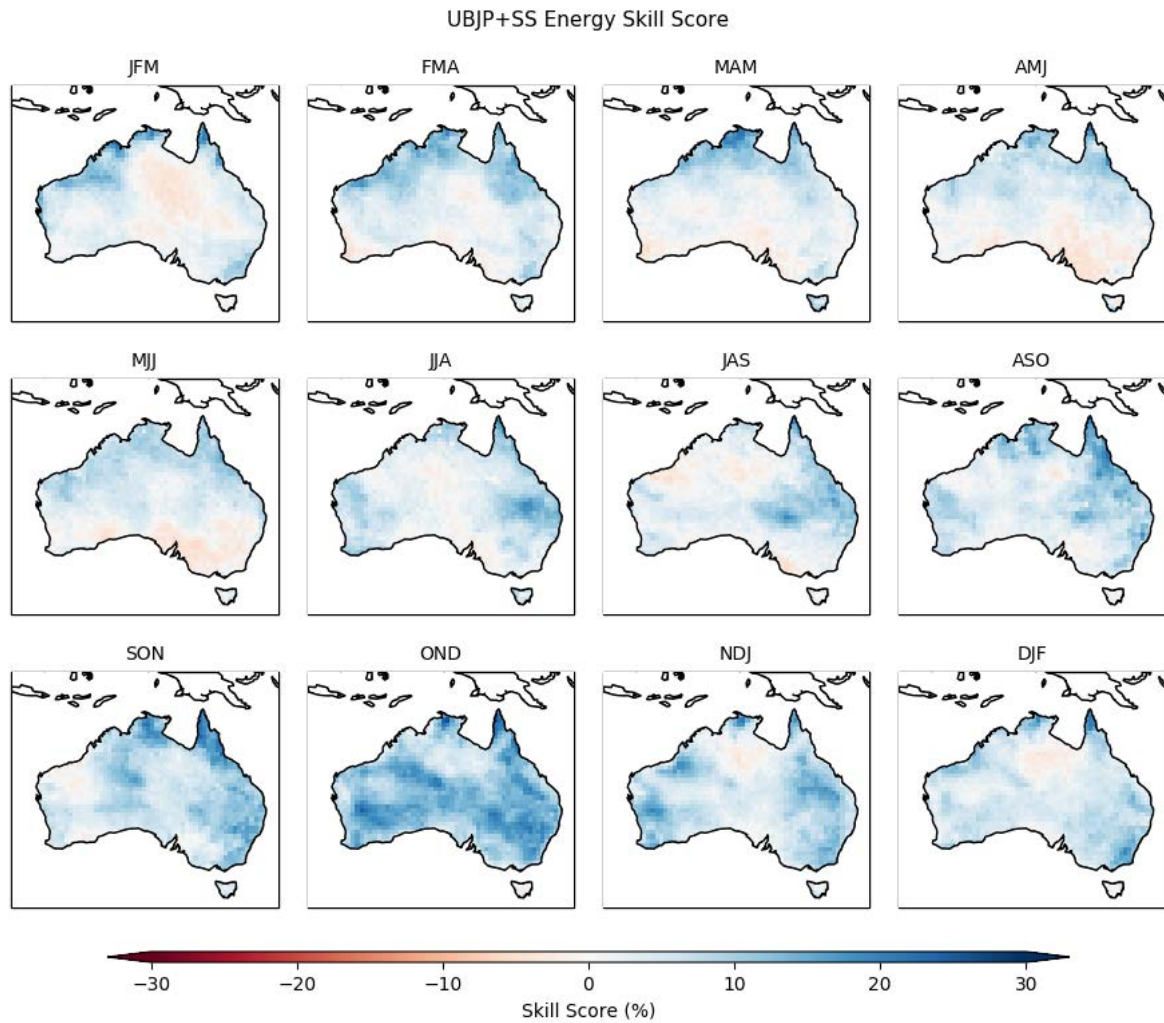 UBJP+SS Energy Skill Score
JFM FMA MAM AMJ
MJJ JJA JAS ASO
SON OND NDJ DJF
−30 −20 −10 0 10 20 30
Skill Score (%)